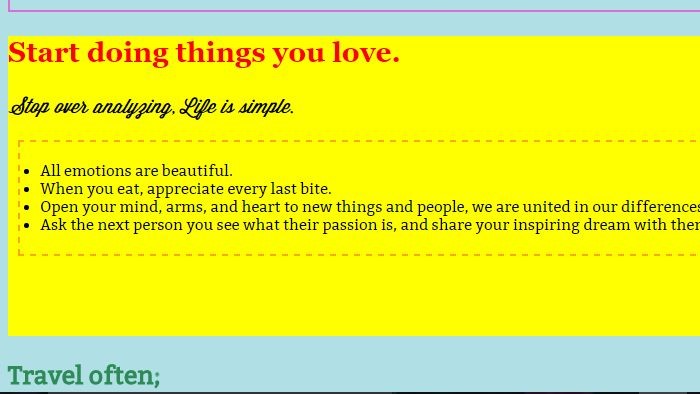 Start doing things you love.
Stop over analyzing, Life is simple.
All emotions are beautiful.
When you eat, appreciate every last bite.
Open your mind, arms, and heart to new things and people, we are united in our differences
Ask the next person you see what their passion is, and share your inspiring dream with
Travel often;